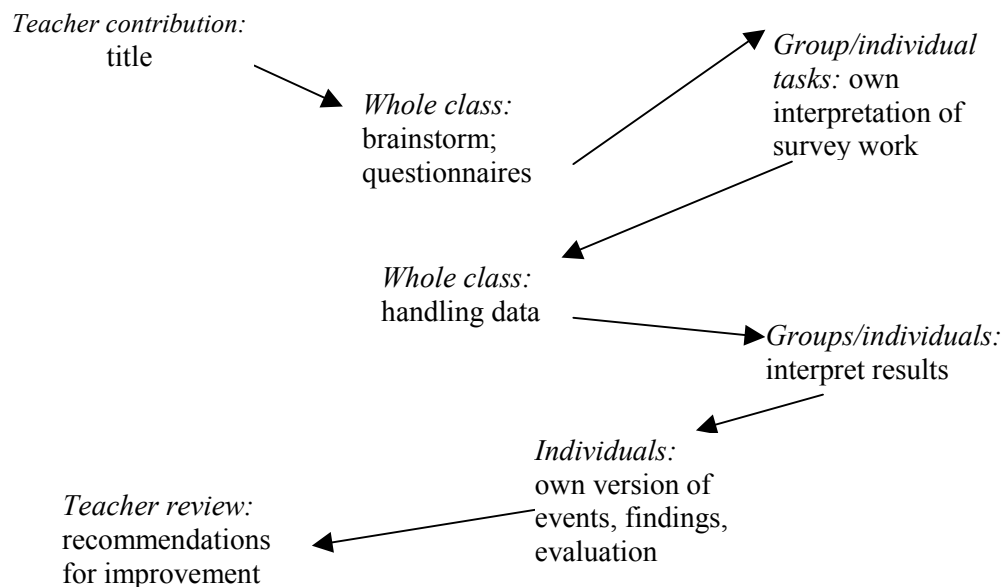 Teacher contribution:
title
Whole class:
brainstorm;
questionnaires
Group/individual
tasks: own
interpretation of
survey work
Whole class:
handling data
Groups/individuals:
interpret results
Individuals:
own version of
events, findings,
evaluation
Teacher review:
recommendations
for improvement